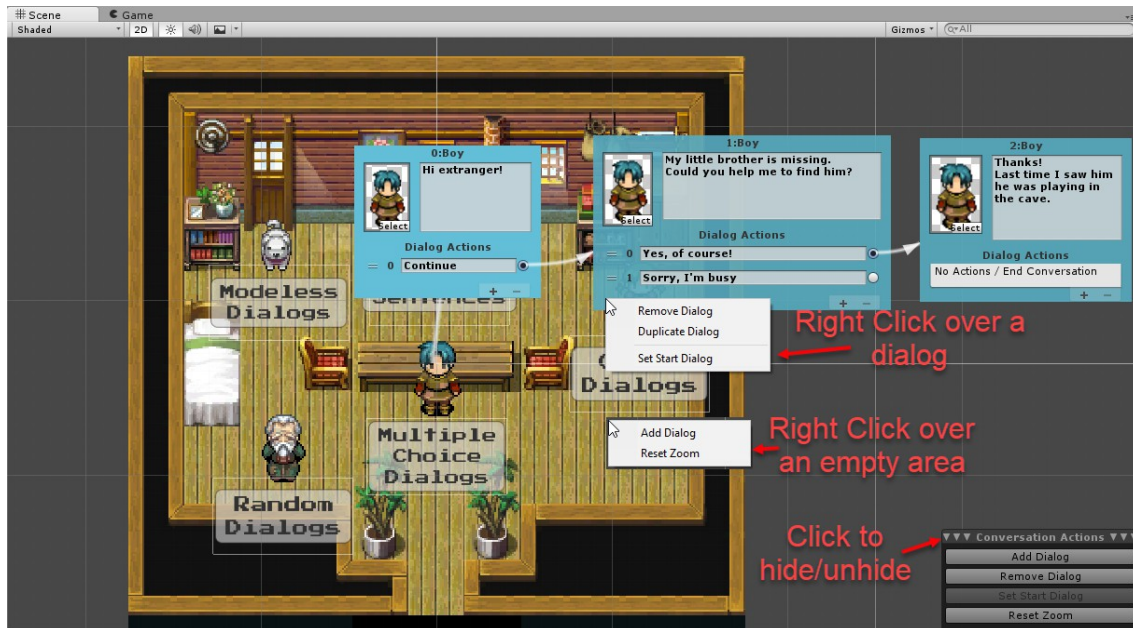 Scene
Game
Shaded
2D
Gizmos
All
0:Boy
Hi extranger!
Select
Dialog Actions
= 0 Continue
+ −
1:Boy
My little brother is missing.
Could you help me to find him?
Select
Dialog Actions
= 0 Yes, of course!
= 1 Sorry, I'm busy
+ −
2:Boy
Thanks!
Last time I saw him
he was playing in
the cave.
Select
Dialog Actions
No Actions / End Conversation
+ −
Modeless
Dialogs
Sentences
Remove Dialog
Duplicate Dialog
Set Start Dialog
Right Click over a
dialog
Dialogs
Add Dialog
Reset Zoom
Right Click over
an empty area
Multiple
Choice
Dialogs
Random
Dialogs
Click to
hide/unhide
▼▼▼ Conversation Actions ▼▼▼
Add Dialog
Remove Dialog
Set Start Dialog
Reset Zoom